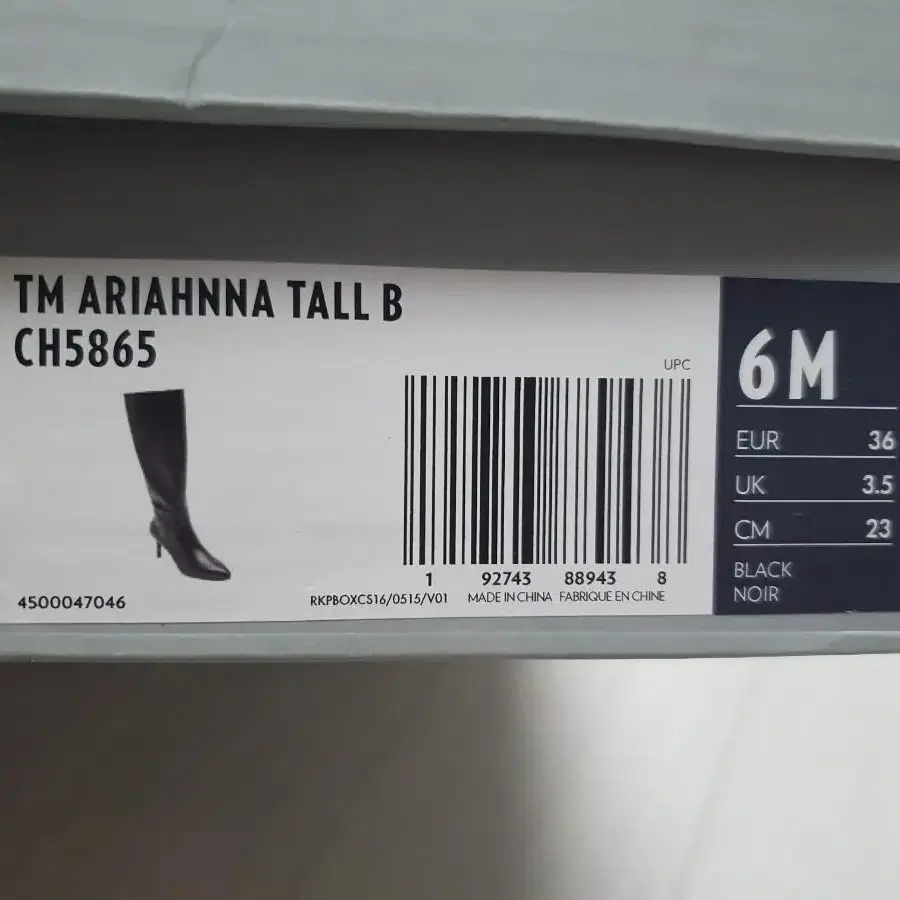 TM ARIAHNNA TALL B
CH5865
UPC
1 92743 88943 8
4500047046
RKPBOXCS16/0515/V01 MADE IN CHINA FABRIQUE EN CHINE
6 M
EUR 36
UK 3.5
CM 23
BLACK
NOIR